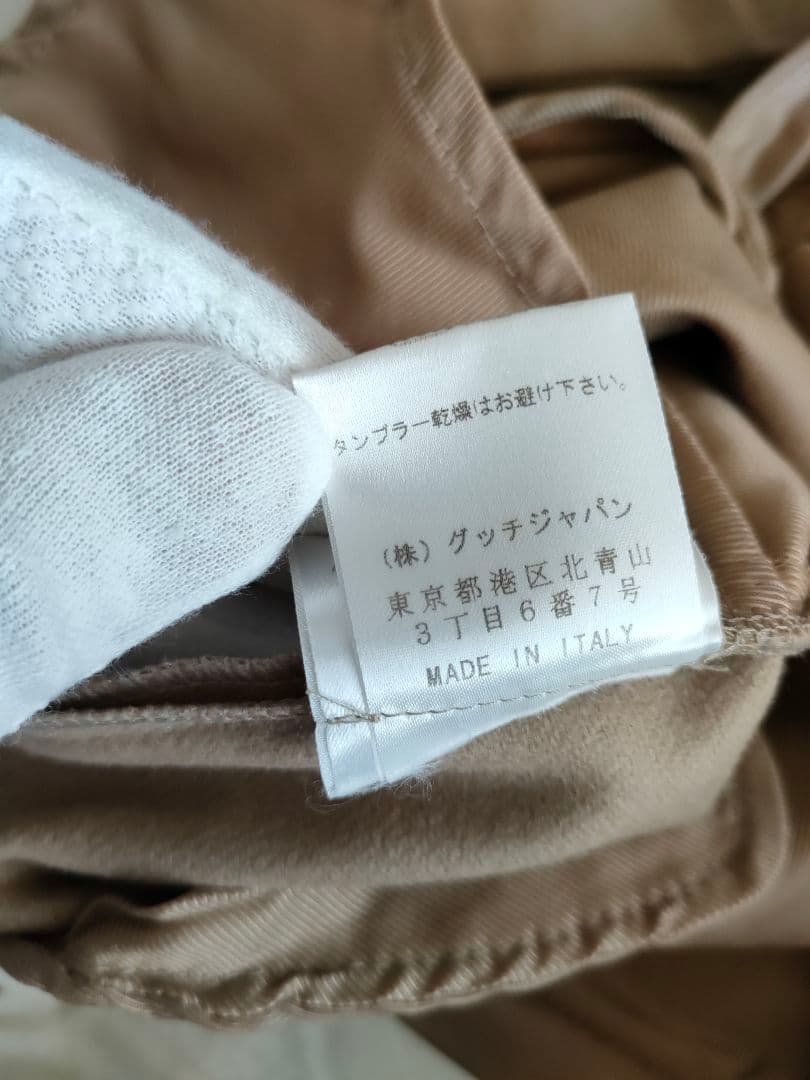 タンブラー乾燥はお避け下さい。
(株)グッチジャパン
東京都港区北青山
3丁目6番7号
MADE IN ITALY